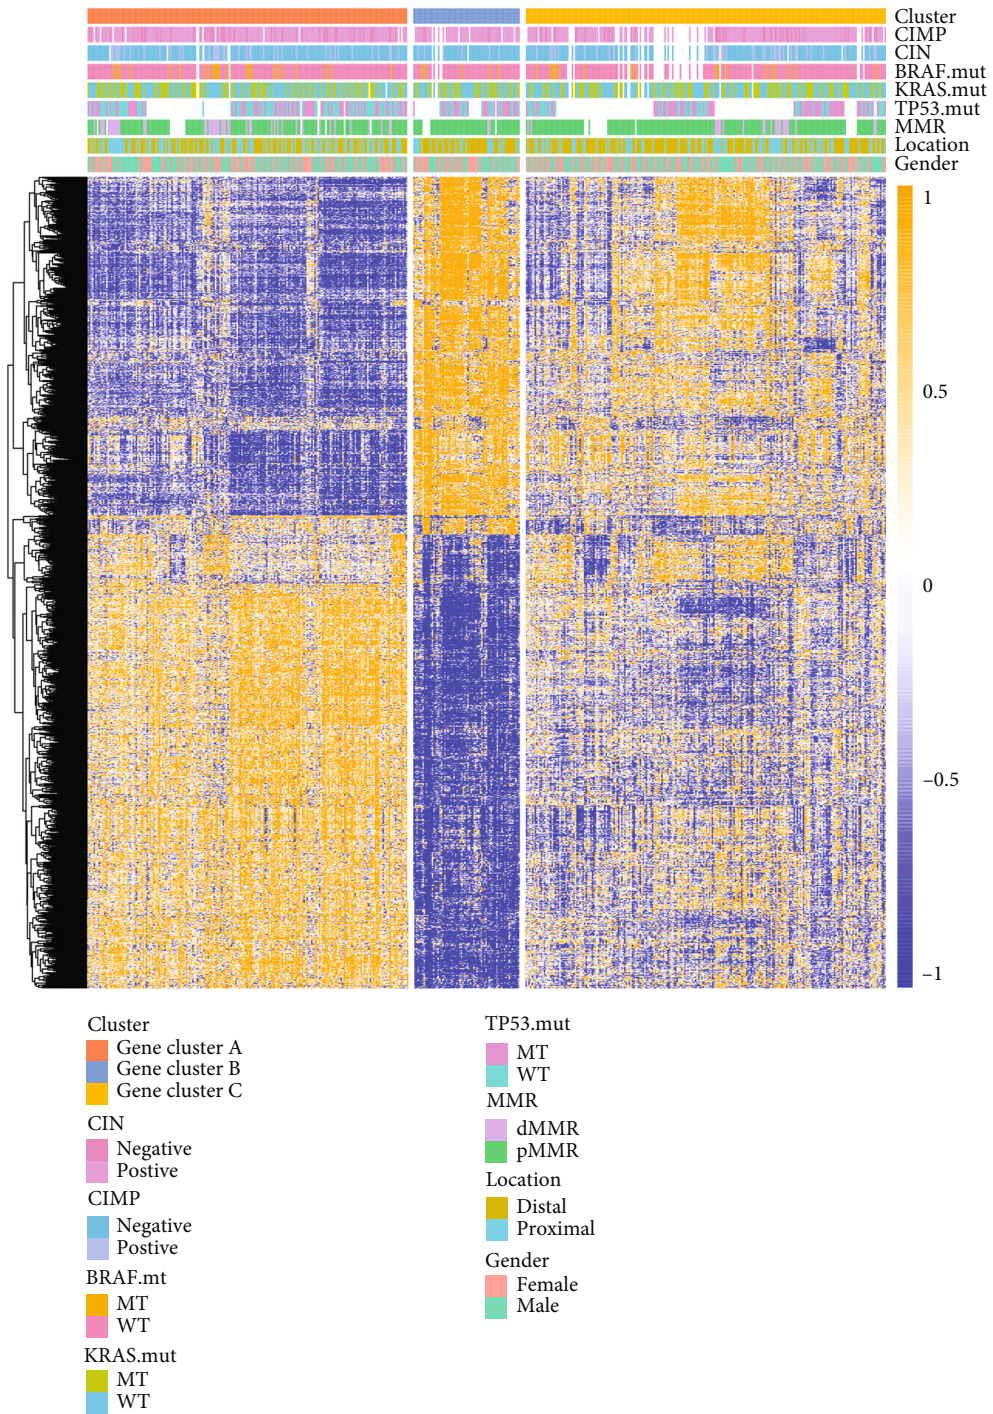 Cluster
CIMP
CIN
BRAF.mut
KRAS.mut
TP53.mut
MMR
Location
Gender
1
0.5
0
–0.5
–1
Cluster
Gene cluster A
Gene cluster B
Gene cluster C
CIN
Negative
Postive
CIMP
Negative
Postive
BRAF.mt
MT
WT
KRAS.mut
MT
WT
TP53.mut
MT
WT
MMR
dMMR
pMMR
Location
Distal
Proximal
Gender
Female
Male